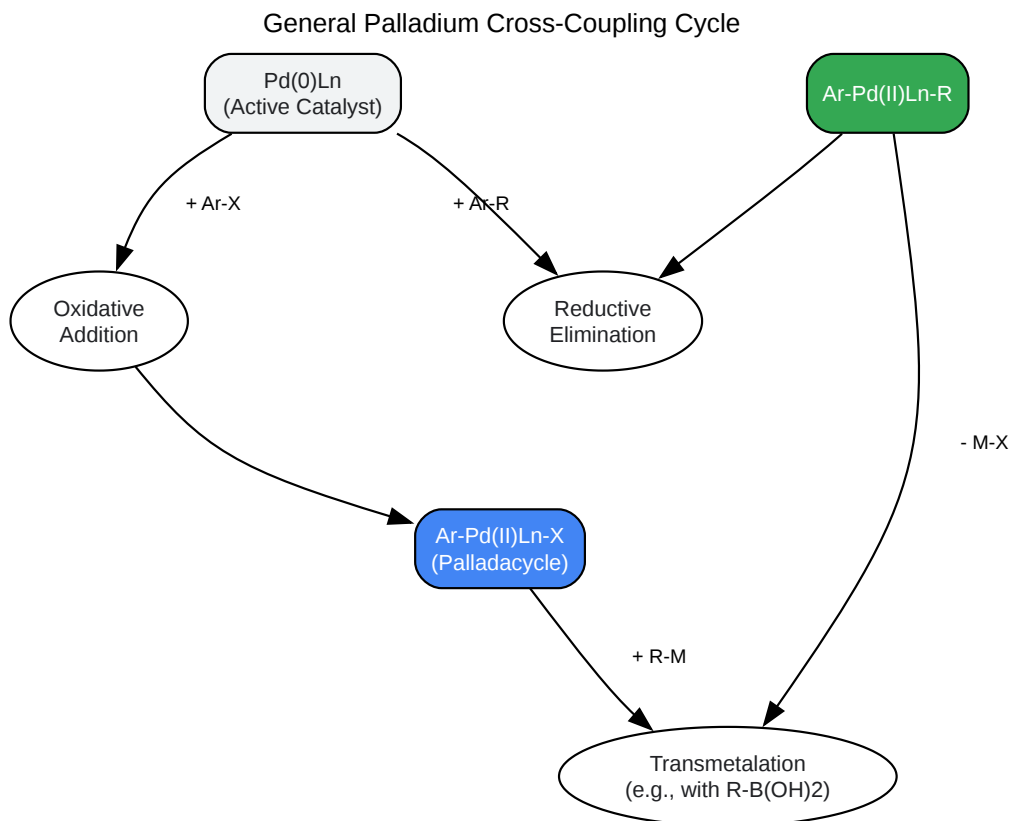 General Palladium Cross-Coupling Cycle
Pd(0)Ln
(Active Catalyst)
Ar-Pd(II)Ln-R
+ Ar-X
+ Ar-R
Oxidative
Addition
Reductive
Elimination
- M-X
Ar-Pd(II)Ln-X
(Palladacycle)
+ R-M
Transmetalation
(e.g., with R-B(OH)2)